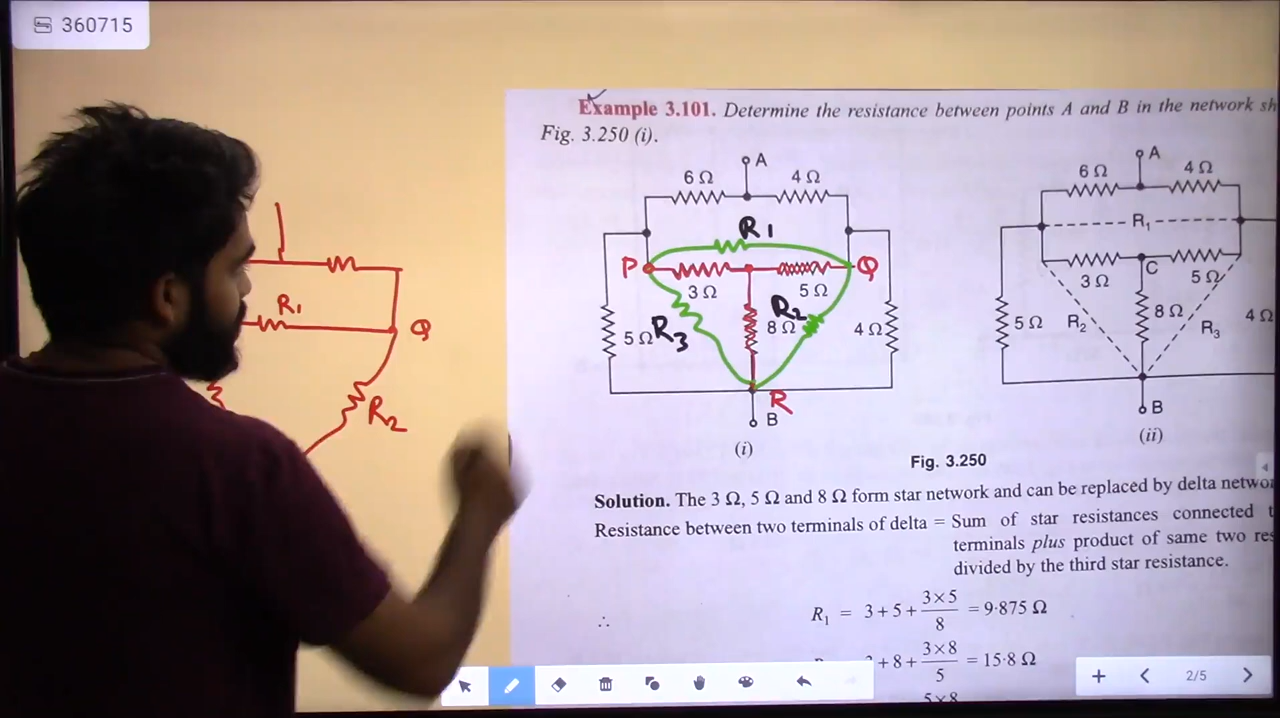 360715
Example 3.101. Determine the resistance between points A and B in the network sh
Fig. 3.250 (i).
A
6 Ω
4 Ω
R1
P
Q
3 Ω
5 Ω
R2
R3
5 Ω
8 Ω
4 Ω
R
B
(i)
A
6 Ω
4 Ω
R1
C
3 Ω
5 Ω
5 Ω
R2
8 Ω
R3
4 Ω
B
(ii)
Fig. 3.250
R1
Q
R2
Solution. The 3 Ω, 5 Ω and 8 Ω form star network and can be replaced by delta networ
Resistance between two terminals of delta = Sum of star resistances connected t
terminals plus product of same two res
divided by the third star resistance.
∴ R1 = 3 + 5 + 3×5/8 = 9·875 Ω
+ 8 + 3×8/5 = 15·8 Ω
5×8
2/5